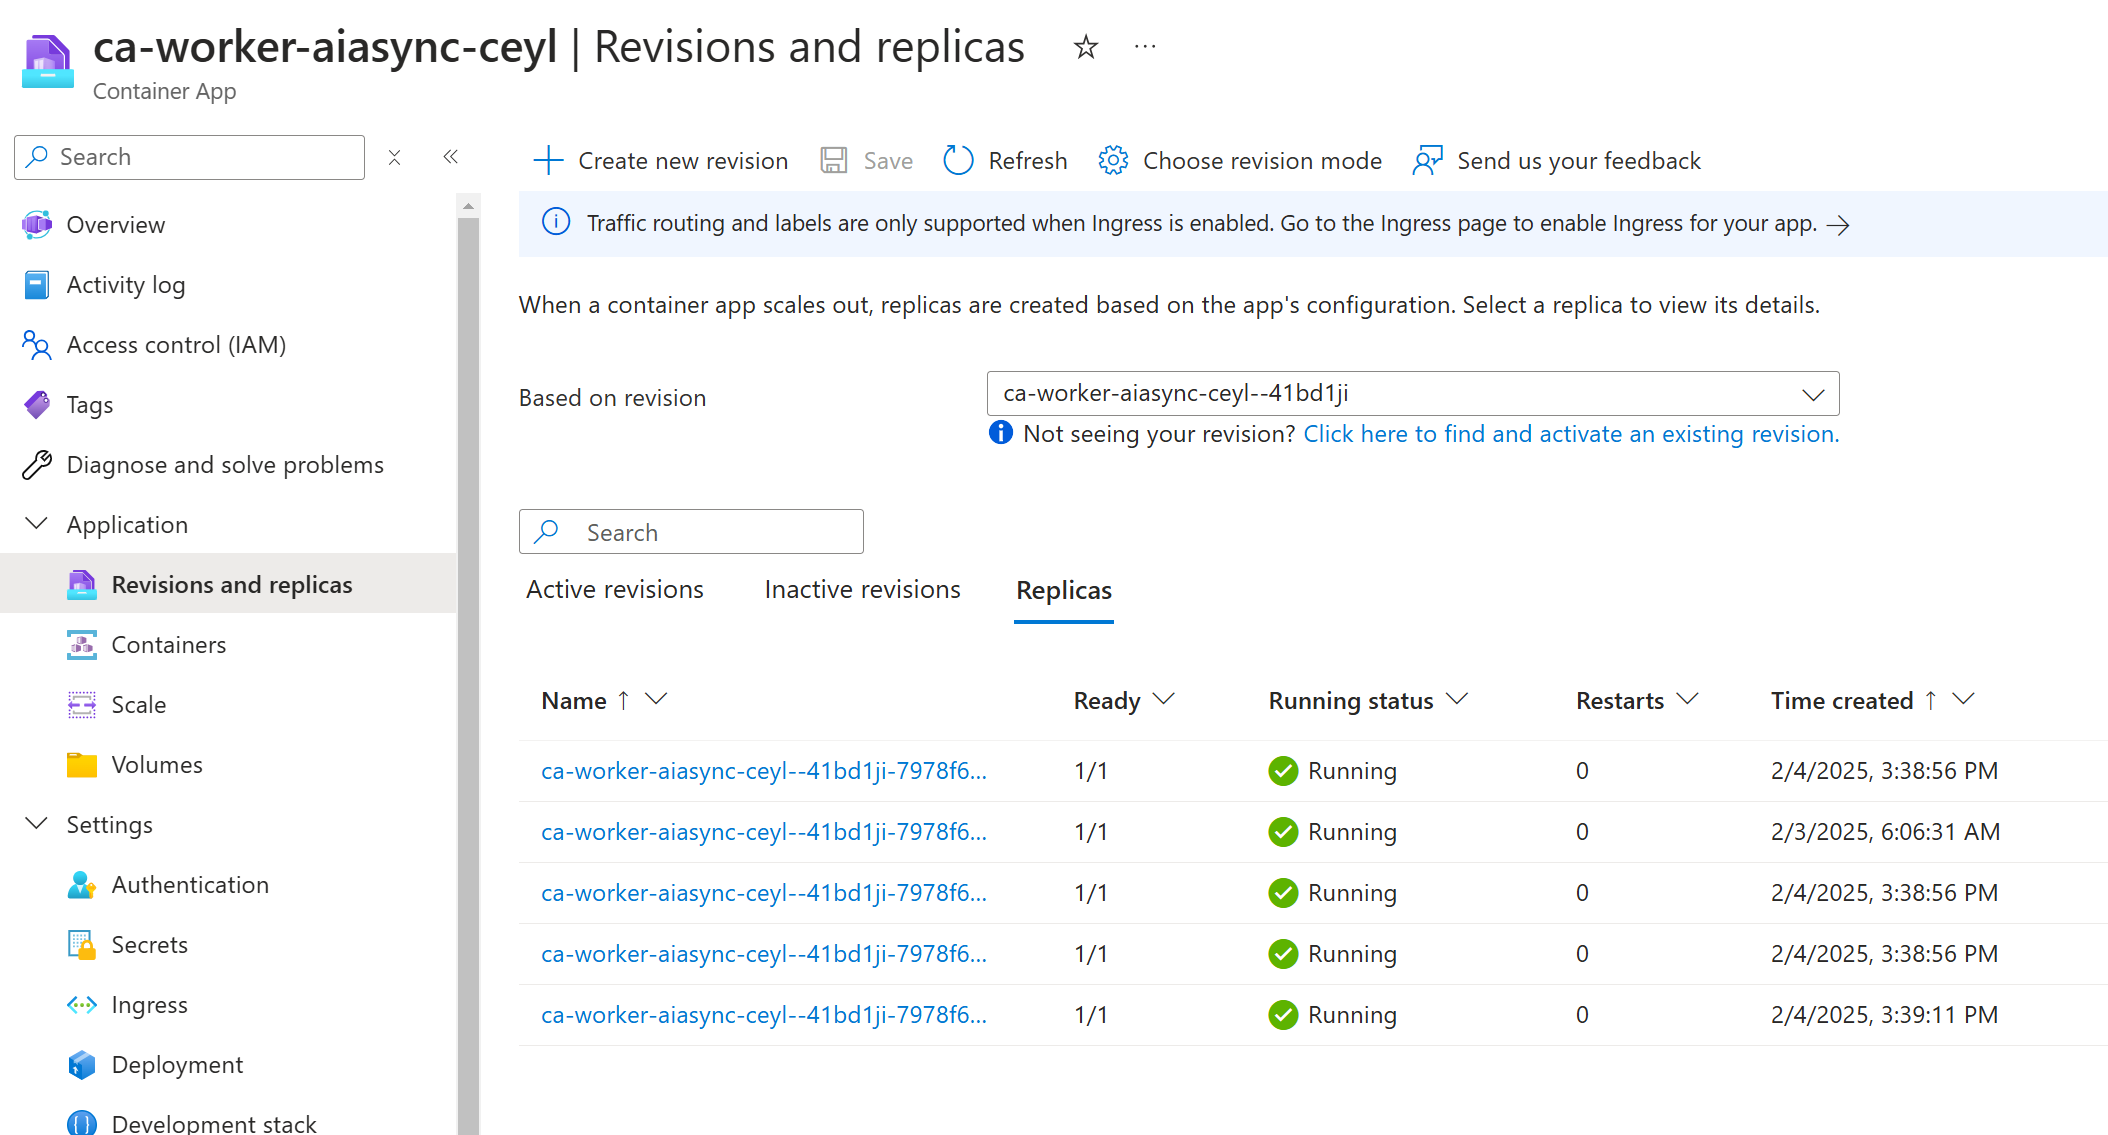 ca-worker-aiasync-ceyl | Revisions and replicas
Container App
Search
Overview
Activity log
Access control (IAM)
Tags
Diagnose and solve problems
Application
Revisions and replicas
Containers
Scale
Volumes
Settings
Authentication
Secrets
Ingress
Deployment
Development stack
Create new revision Save Refresh Choose revision mode Send us your feedback
Traffic routing and labels are only supported when Ingress is enabled. Go to the Ingress page to enable Ingress for your app.
When a container app scales out, replicas are created based on the app's configuration. Select a replica to view its details.
Based on revision ca-worker-aiasync-ceyl--41bd1ji
Not seeing your revision? Click here to find and activate an existing revision.
Search
Active revisions Inactive revisions Replicas
Name Ready Running status Restarts Time created
ca-worker-aiasync-ceyl--41bd1ji-7978f6... 1/1 Running 0 2/4/2025, 3:38:56 PM
ca-worker-aiasync-ceyl--41bd1ji-7978f6... 1/1 Running 0 2/3/2025, 6:06:31 AM
ca-worker-aiasync-ceyl--41bd1ji-7978f6... 1/1 Running 0 2/4/2025, 3:38:56 PM
ca-worker-aiasync-ceyl--41bd1ji-7978f6... 1/1 Running 0 2/4/2025, 3:38:56 PM
ca-worker-aiasync-ceyl--41bd1ji-7978f6... 1/1 Running 0 2/4/2025, 3:39:11 PM